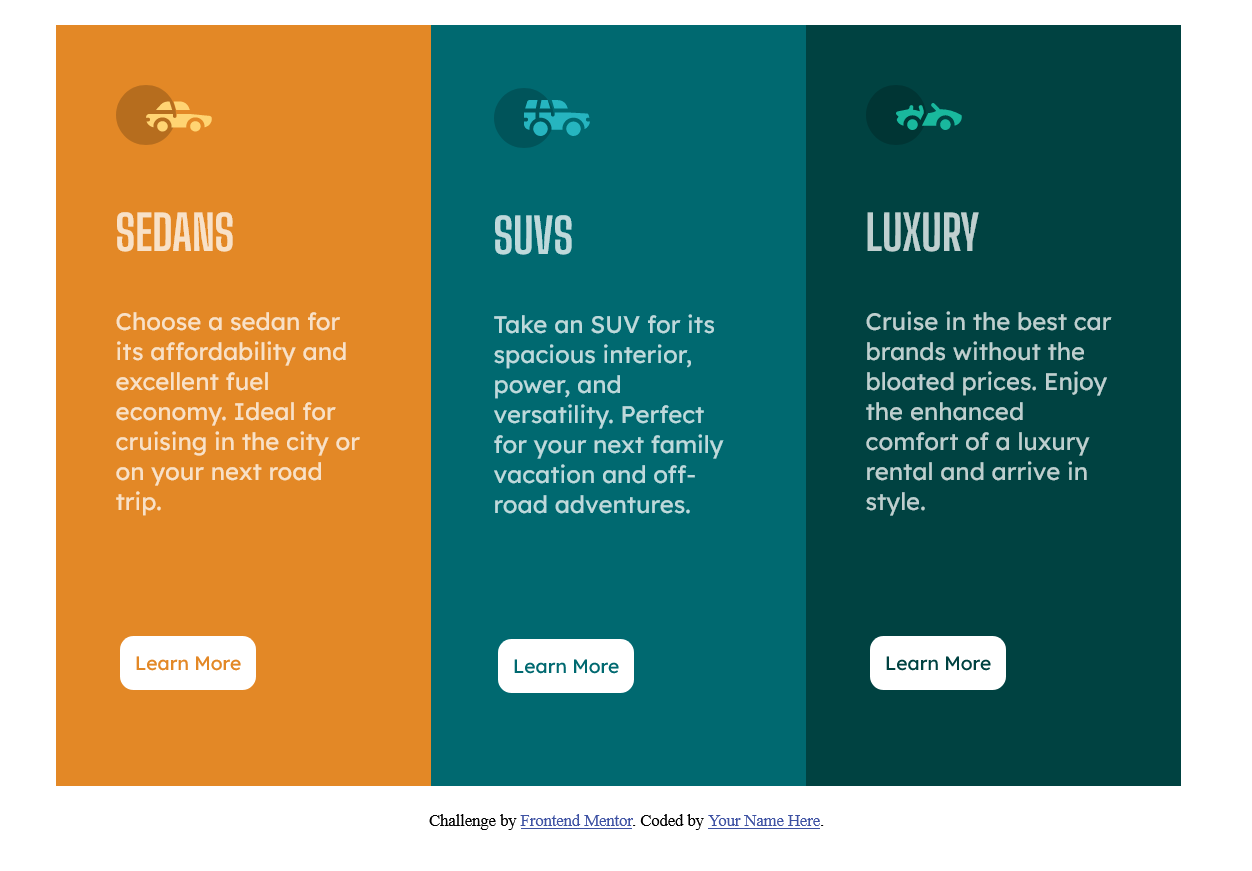 SEDANS
Choose a sedan for
its affordability and
excellent fuel
economy. Ideal for
cruising in the city or
on your next road
trip.
Learn More
SUVS
Take an SUV for its
spacious interior,
power, and
versatility. Perfect
for your next family
vacation and off-
road adventures.
Learn More
LUXURY
Cruise in the best car
brands without the
bloated prices. Enjoy
the enhanced
comfort of a luxury
rental and arrive in
style.
Learn More
Challenge by Frontend Mentor. Coded by Your Name Here.